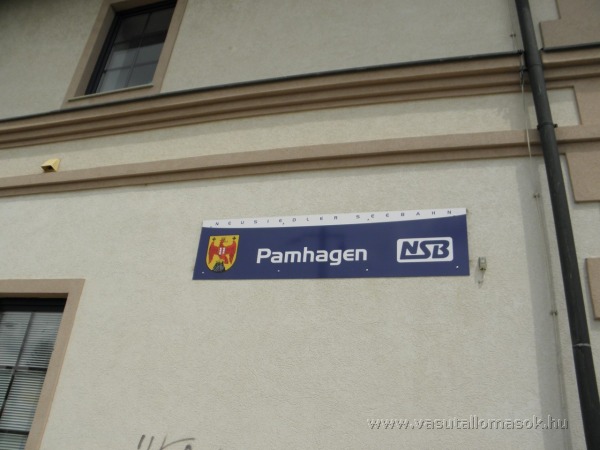 NEUSIEDLER SEEBAHN
Pamhagen
NSB
www.vasutallomasok.hu